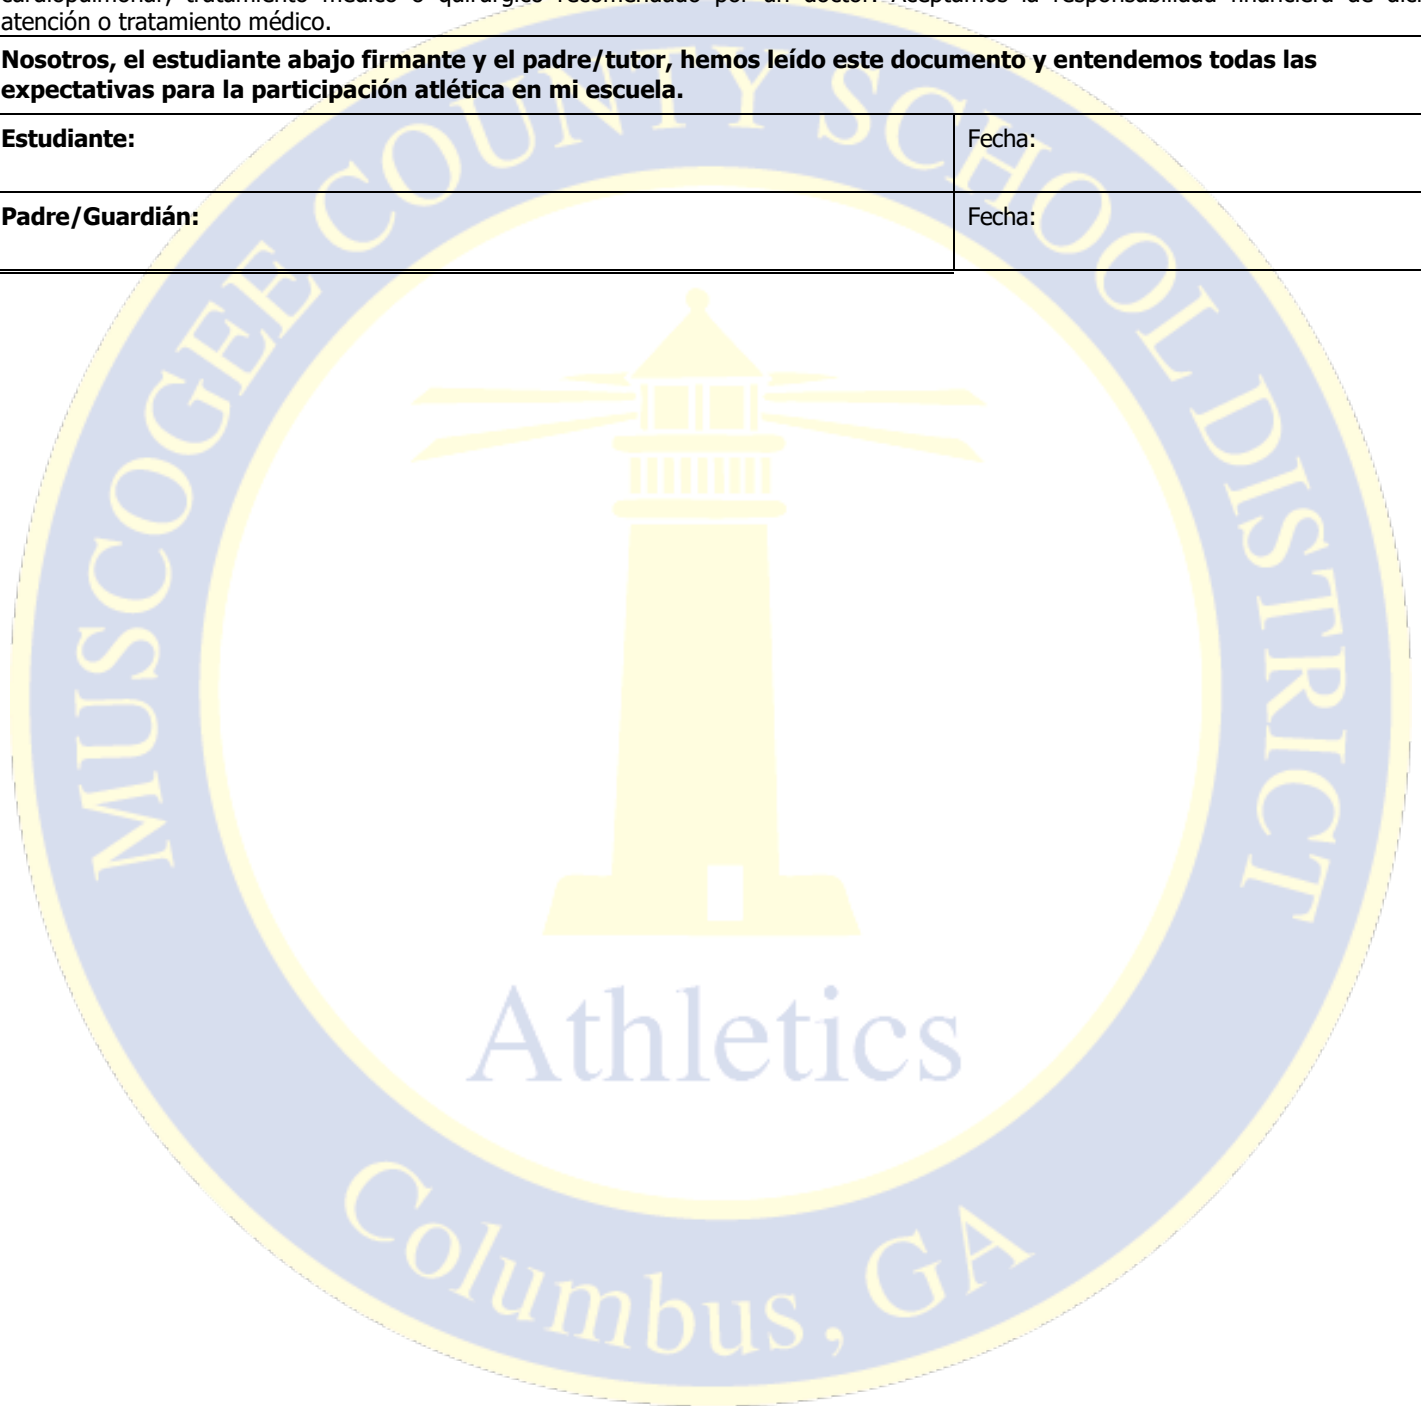 cardiopulmonar, tratamiento médico o quirúrgico recomendado por un doctor. Aceptamos la responsabilidad financiera de
atención o tratamiento médico.
Nosotros, el estudiante abajo firmante y el padre/tutor, hemos leído este documento y entendemos todas las
expectativas para la participación atlética en mi escuela.
Estudiante:
Fecha:
Padre/Guardián:
Fecha:
MUSCOGEE COUNTY SCHOOL DISTRICT
Athletics
Columbus, GA